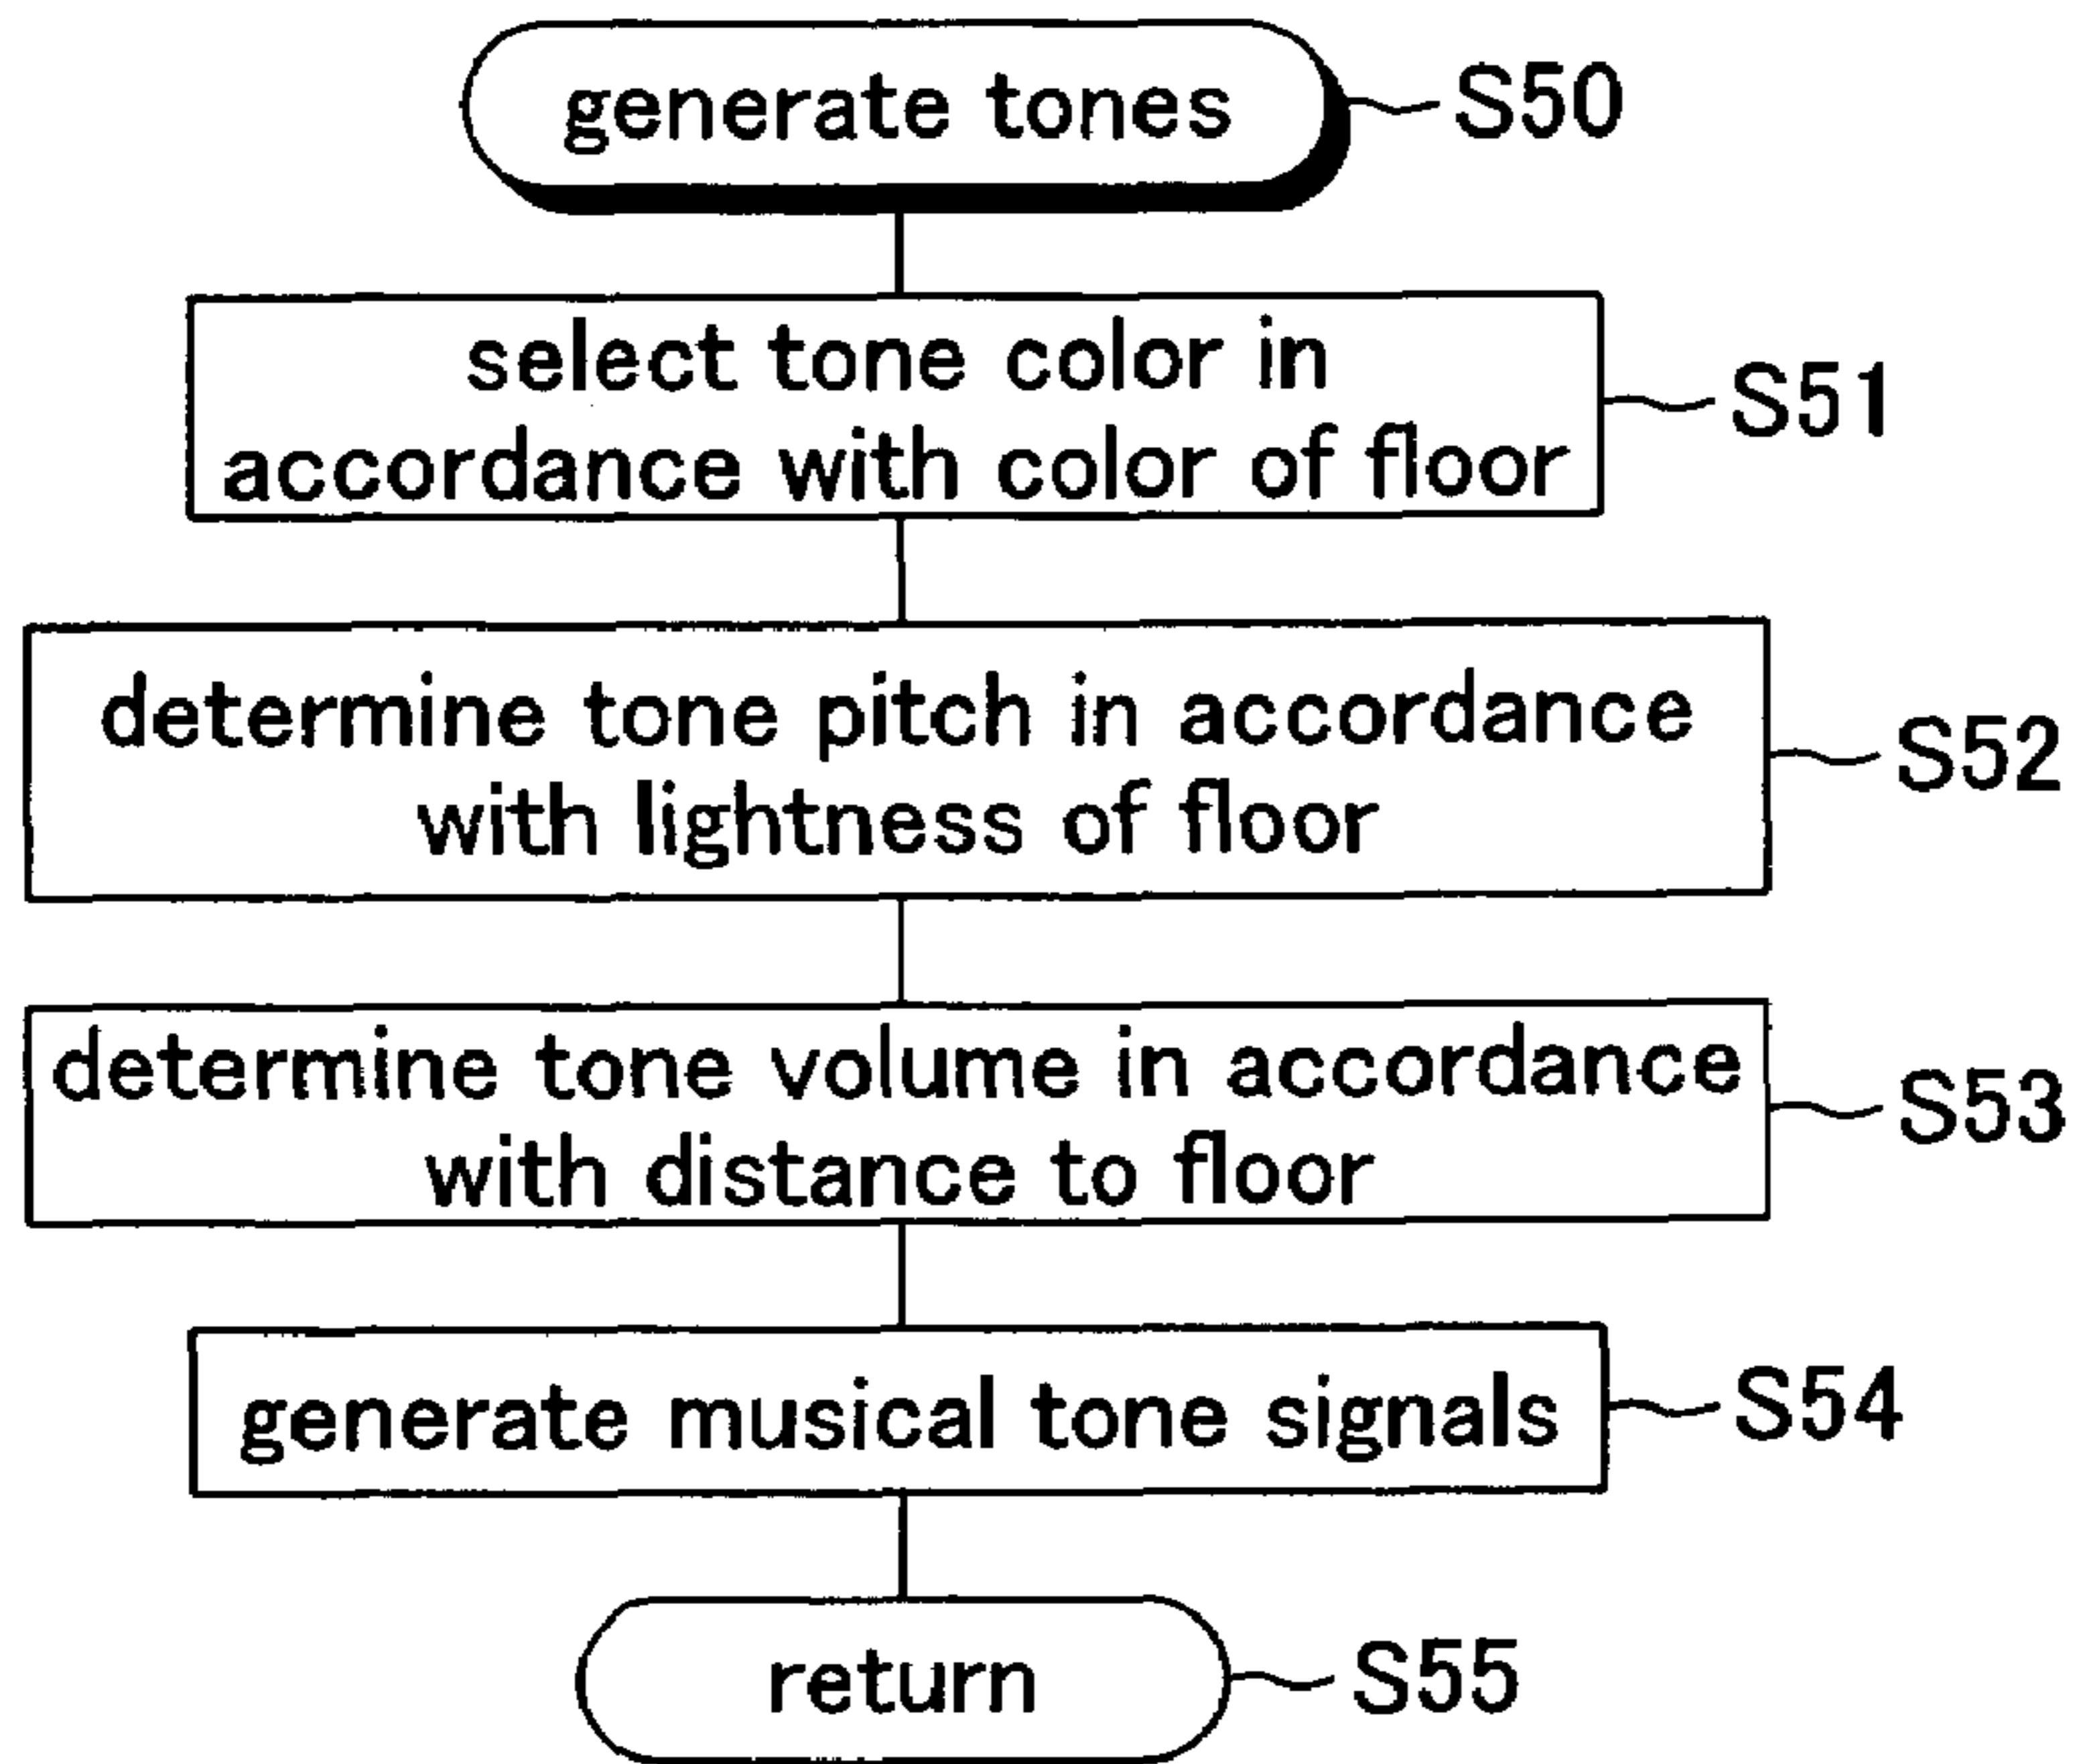 generate tones
S50
select tone color in
accordance with color of floor
S51
determine tone pitch in accordance
with lightness of floor
S52
determine tone volume in accordance
with distance to floor
S53
generate musical tone signals
S54
return
S55